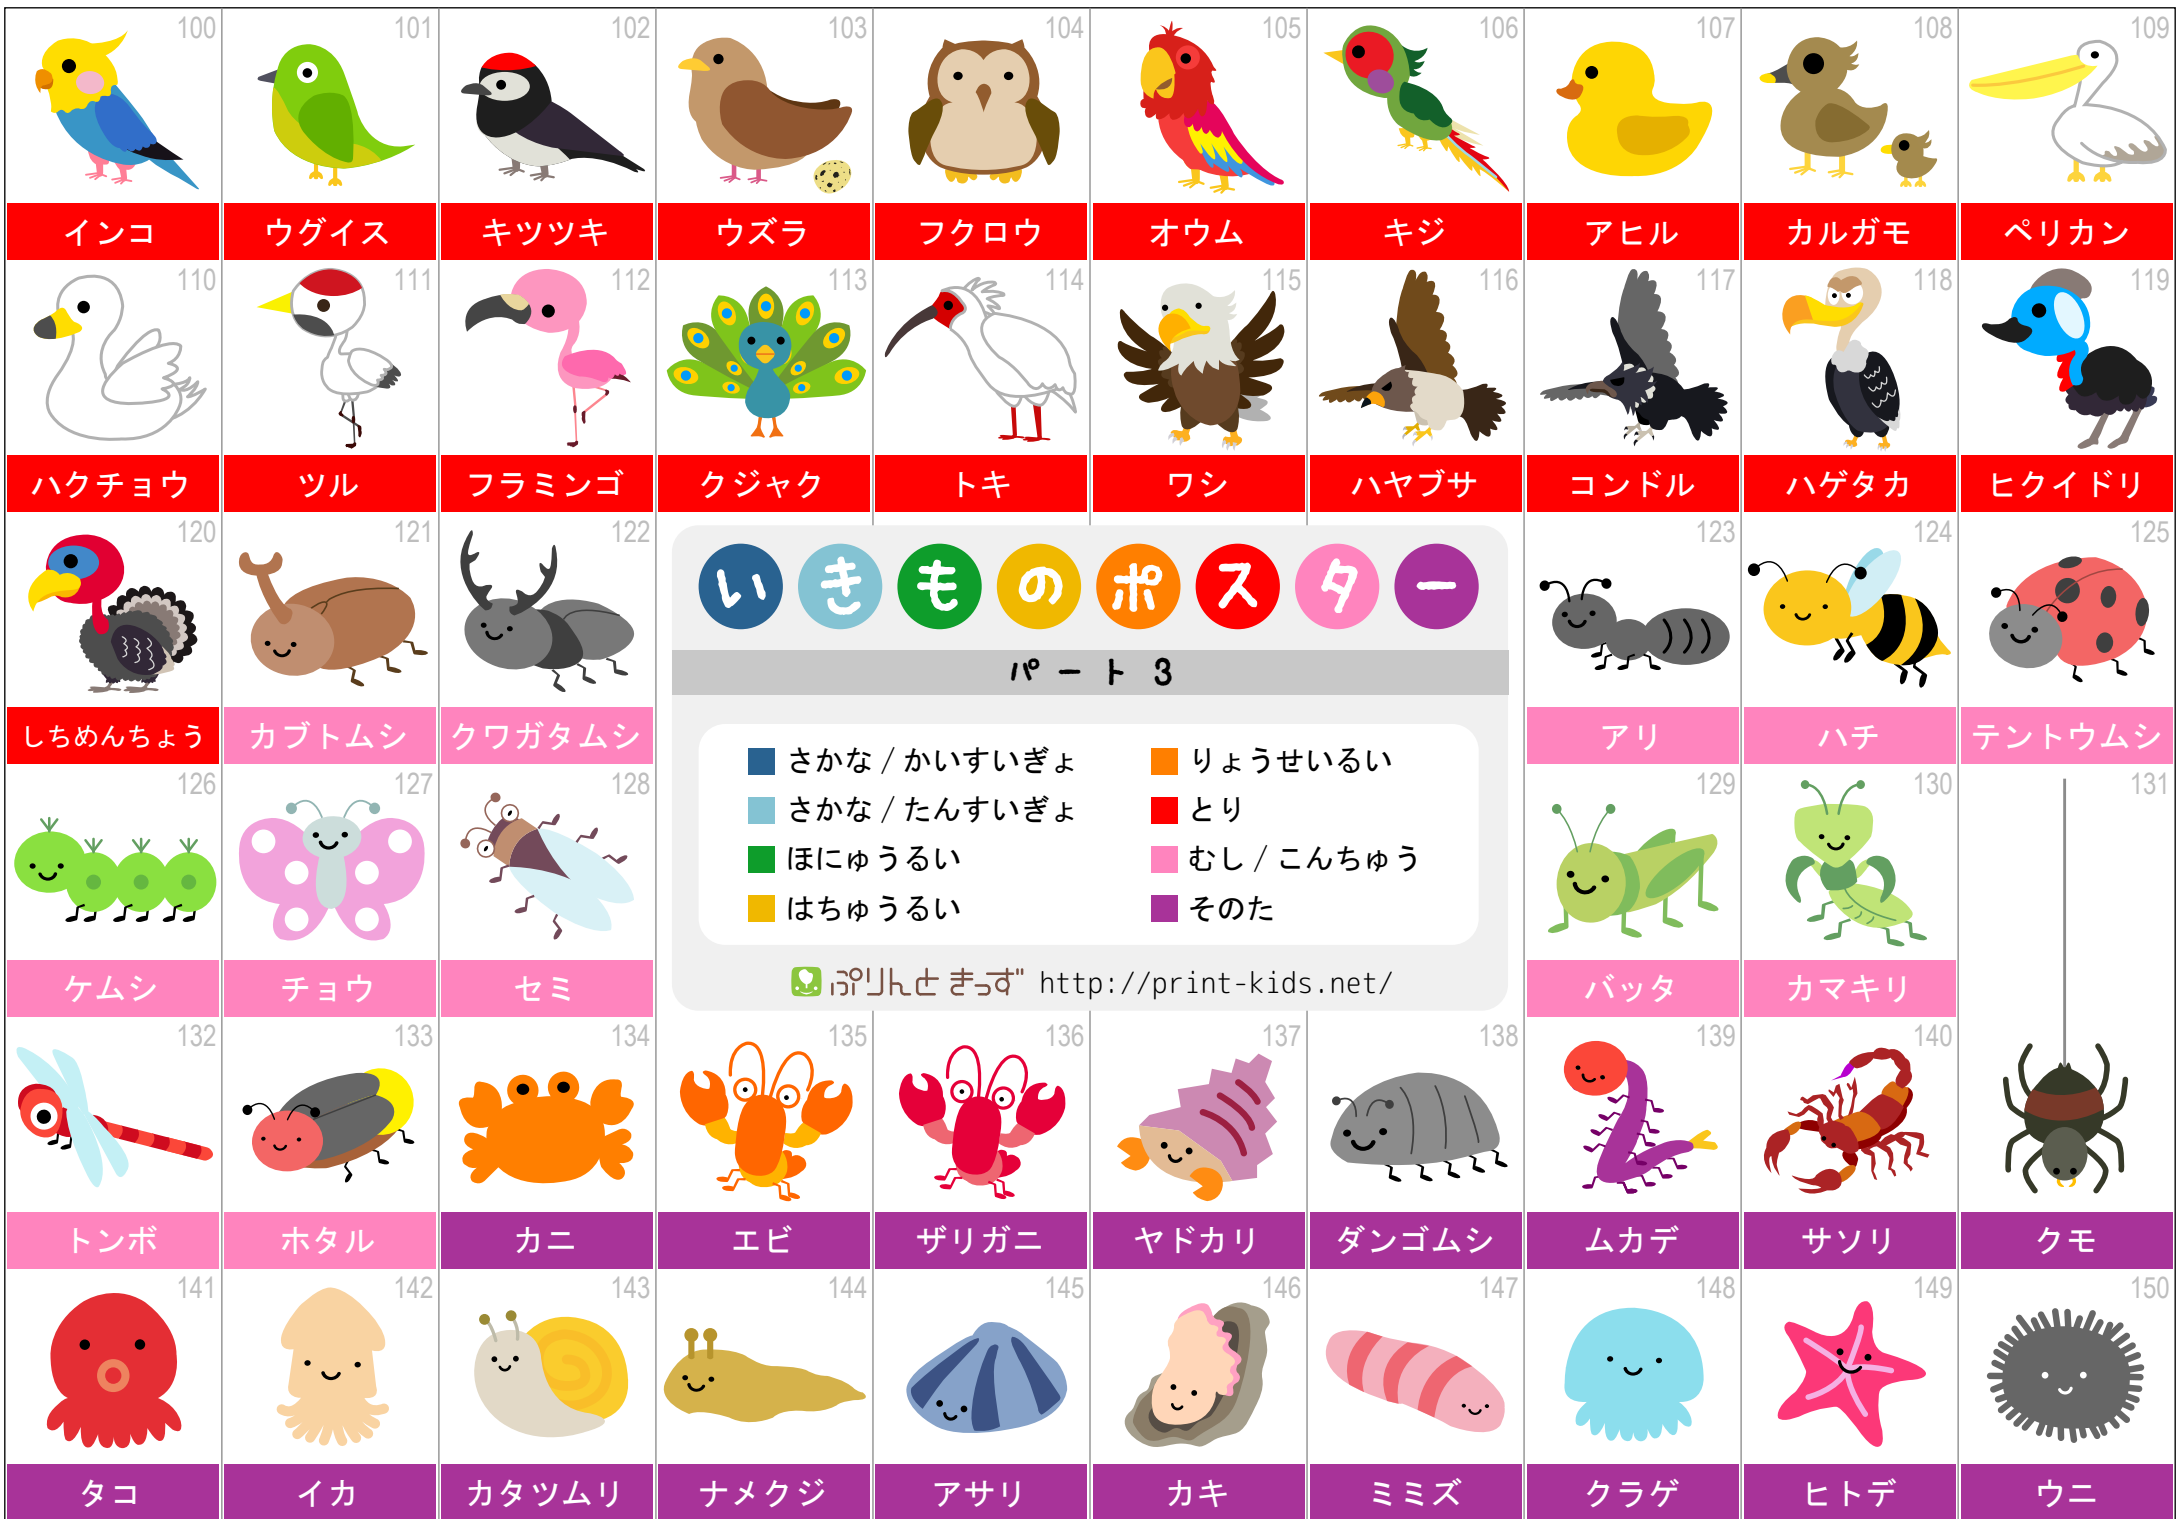 100 101 102 103 104 105 106 107 108 109
インコ ウグイス キツツキ ウズラ フクロウ オウム キジ アヒル カルガモ ペリカン
110 111 112 113 114 115 116 117 118 119
ハクチョウ ツル フラミンゴ クジャク トキ ワシ ハヤブサ コンドル ハゲタカ ヒクイドリ
120 121 122 123 124 125
いきものポスター
パート3
しちめんちょう カブトムシ クワガタムシ アリ ハチ テントウムシ
さかな / かいすいぎょ りょうせいるい
さかな / たんすいぎょ とり
ほにゅうるい むし / こんちゅう
はちゅうるい そのた
126 127 128 129 130 131
ケムシ チョウ セミ バッタ カマキリ
ぷりんときっず http://print-kids.net/
132 133 134 135 136 137 138 139 140
トンボ ホタル カニ エビ ザリガニ ヤドカリ ダンゴムシ ムカデ サソリ クモ
141 142 143 144 145 146 147 148 149 150
タコ イカ カタツムリ ナメクジ アサリ カキ ミミズ クラゲ ヒトデ ウニ